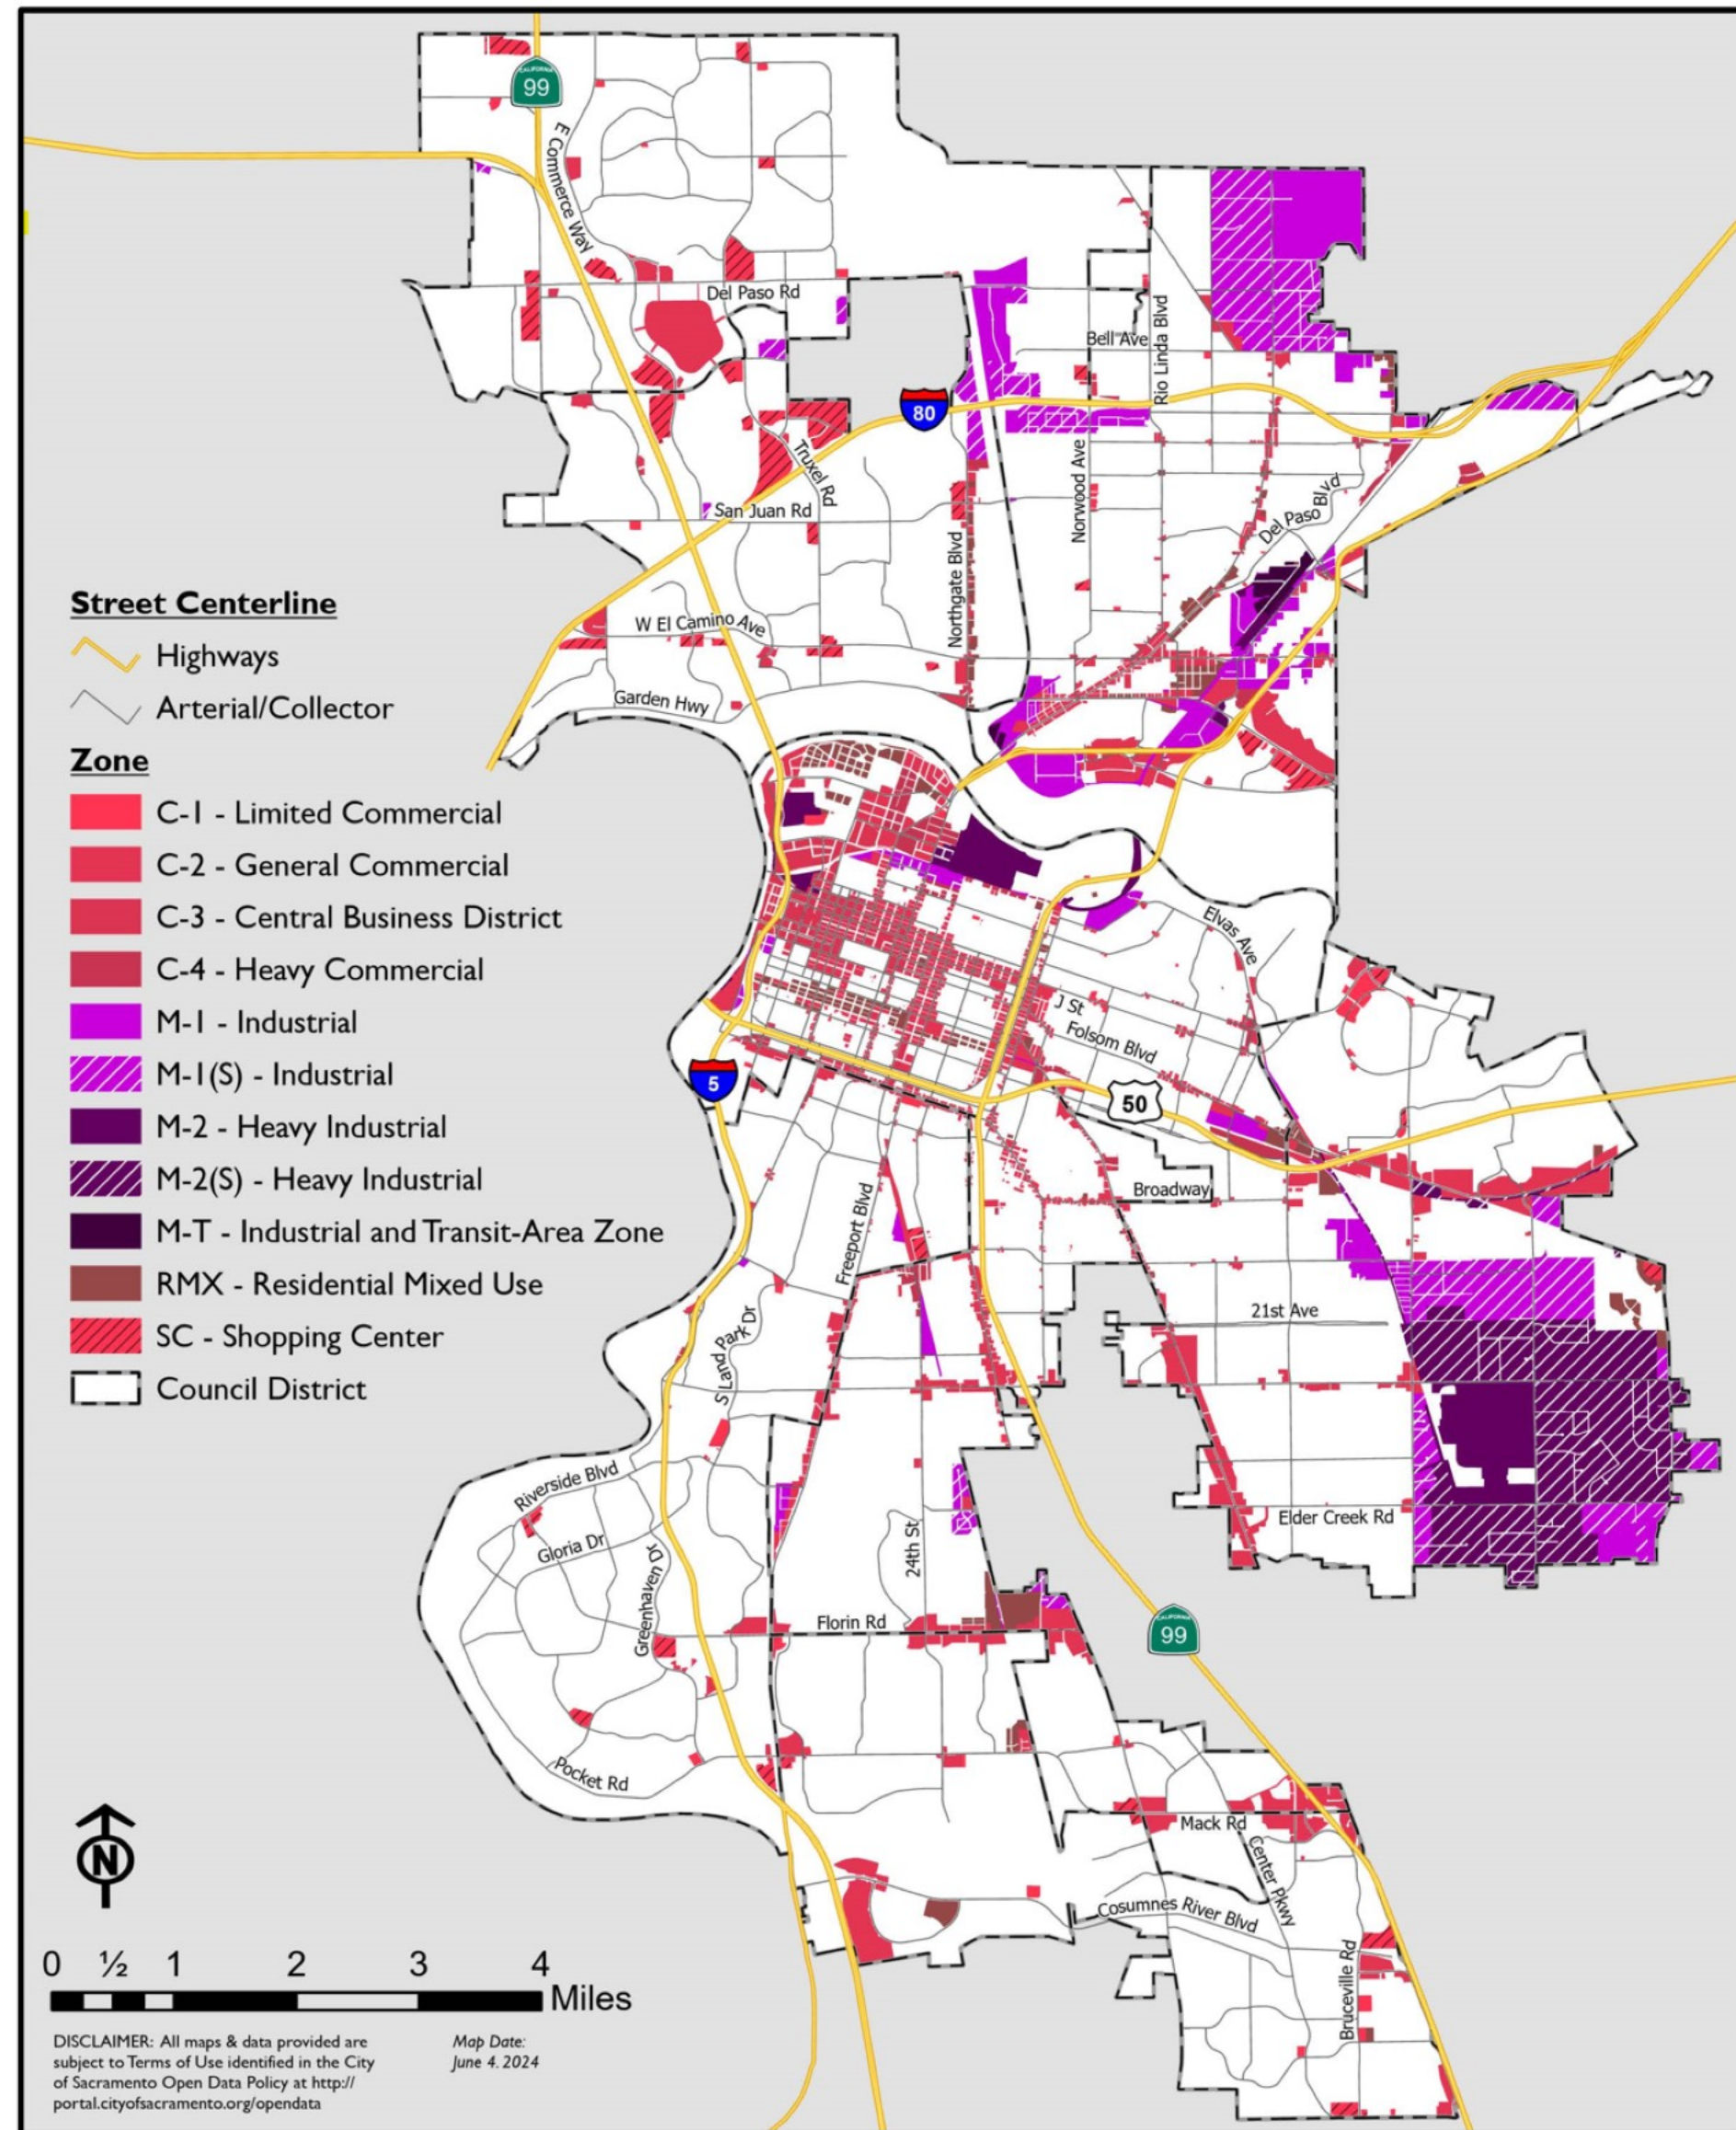 CALIFORNIA
99
E Commerce Way
Del Paso Rd
Bell Ave
Rio Linda Blvd
80
Truxel Rd
Norwood Ave
San Juan Rd
Del Paso Blvd
Northgate Blvd
W El Camino Ave
Garden Hwy
Street Centerline
Highways
Arterial/Collector
Zone
C-1 - Limited Commercial
C-2 - General Commercial
C-3 - Central Business District
C-4 - Heavy Commercial
M-1 - Industrial
M-1(S) - Industrial
M-2 - Heavy Industrial
M-2(S) - Heavy Industrial
M-T - Industrial and Transit-Area Zone
RMX - Residential Mixed Use
SC - Shopping Center
Council District
Elvas Ave
J St
Folsom Blvd
5
50
Broadway
Freeport Blvd
21st Ave
S Land Park Dr
Riverside Blvd
Gloria Dr
24th St
Elder Creek Rd
Greenhaven Dr
Florin Rd
CALIFORNIA
99
Pocket Rd
Mack Rd
Center Pkwy
Cosumnes River Blvd
Bruceville Rd
N
0 ½ 1 2 3 4
Miles
DISCLAIMER: All maps & data provided are
subject to Terms of Use identified in the City
of Sacramento Open Data Policy at http://
portal.cityofsacramento.org/opendata
Map Date:
June 4. 2024